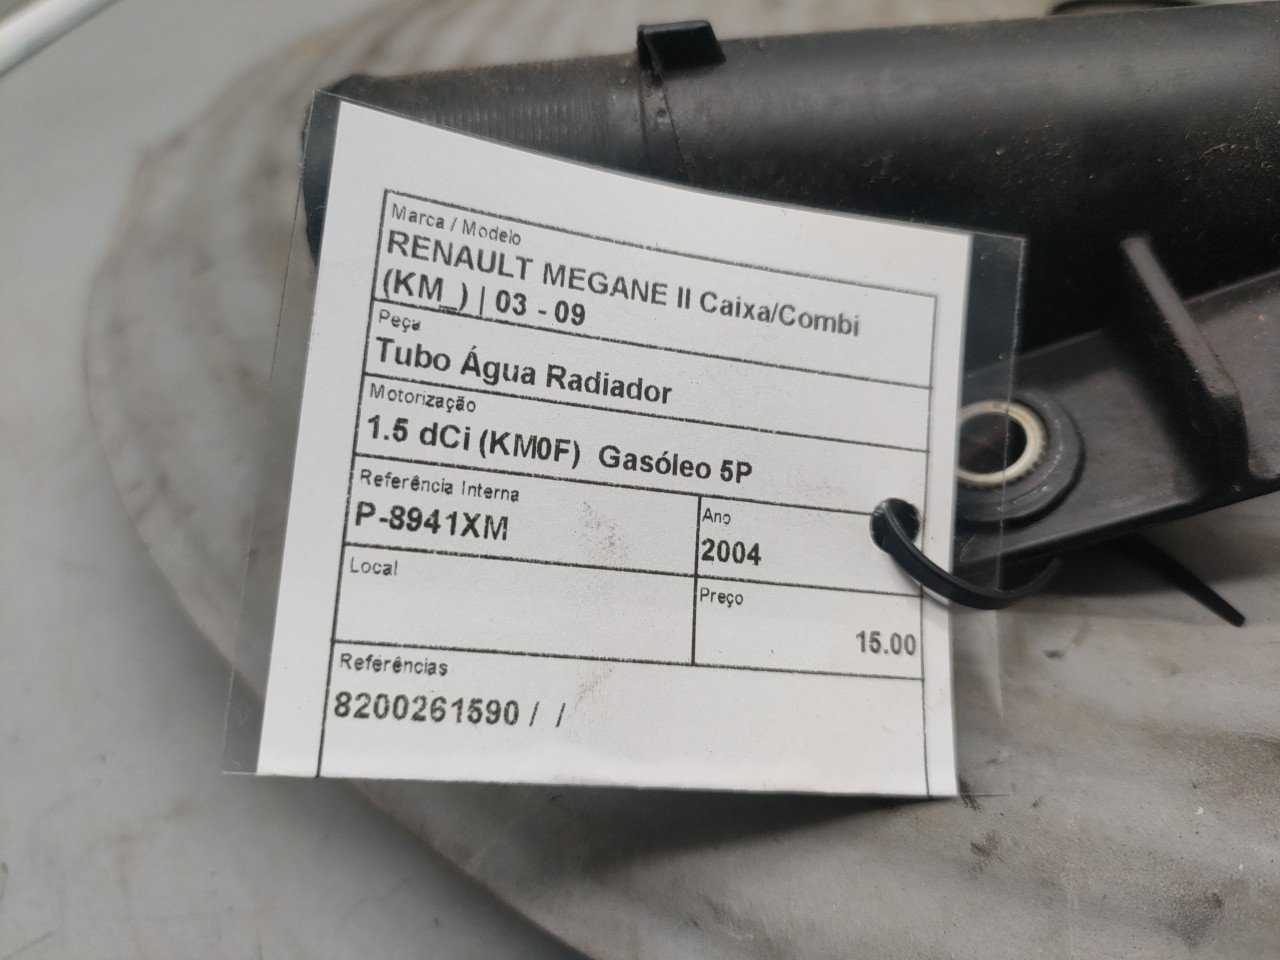 Marca / Modelo
RENAULT MEGANE II Caixa/Combi
(KM_) | 03 - 09
Peça
Tubo Água Radiador
Motorização
1.5 dCi (KM0F)  Gasóleo 5P
Referência Interna
P-8941XM
Ano
2004
Local
Preço
15.00
Referências
8200261590 / /